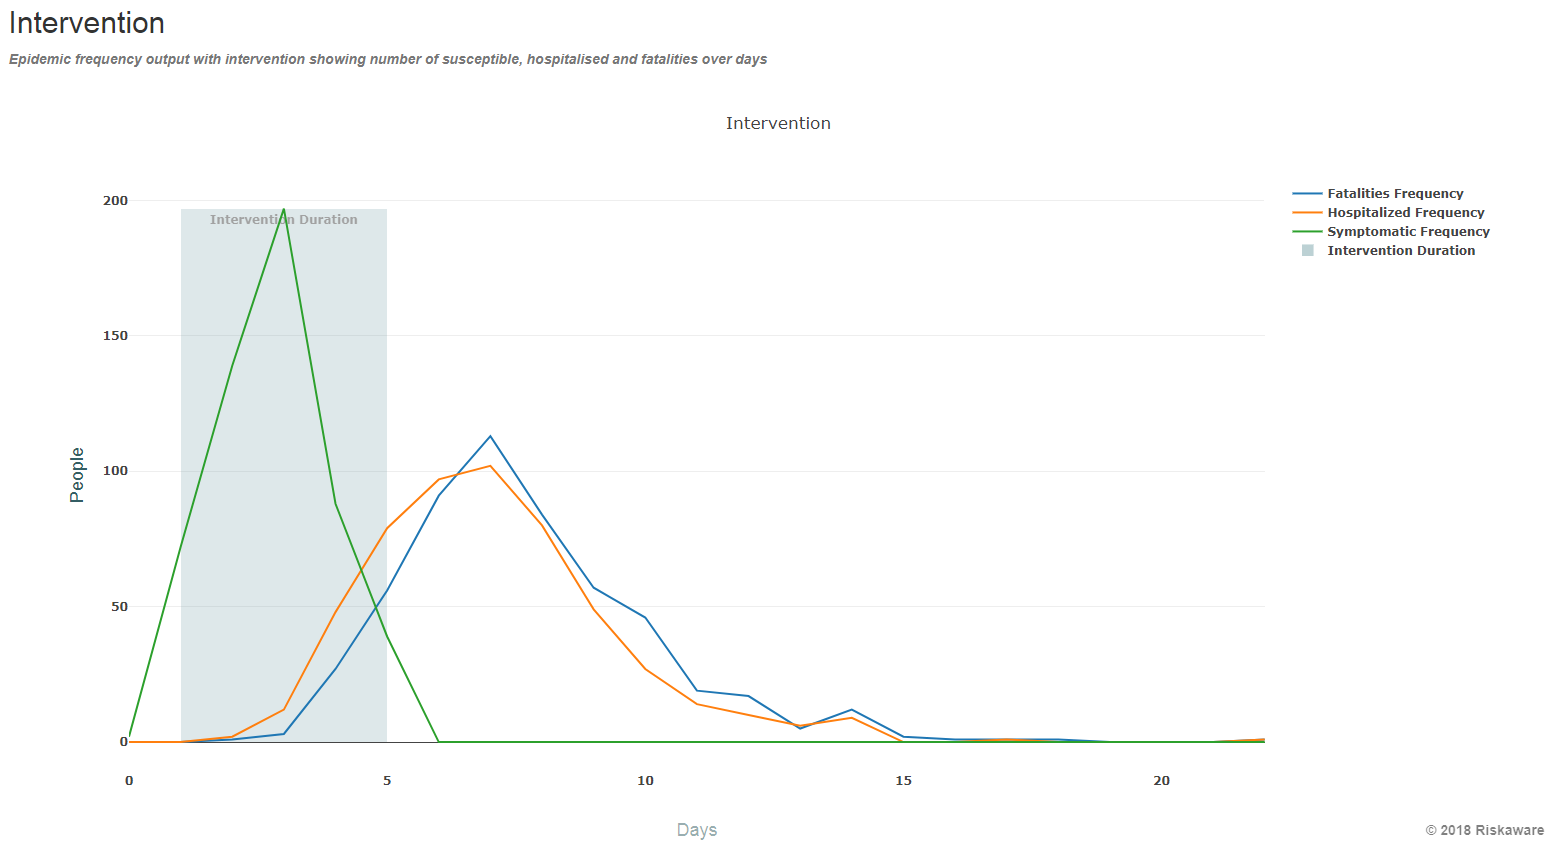 Intervention
Epidemic frequency output with intervention showing number of susceptible, hospitalised and fatalities over days
Intervention
Fatalities Frequency
Hospitalized Frequency
Symptomatic Frequency
Intervention Duration
Intervention Duration
People
200
150
100
50
0
0 5 10 15 20
Days
© 2018 Riskaware